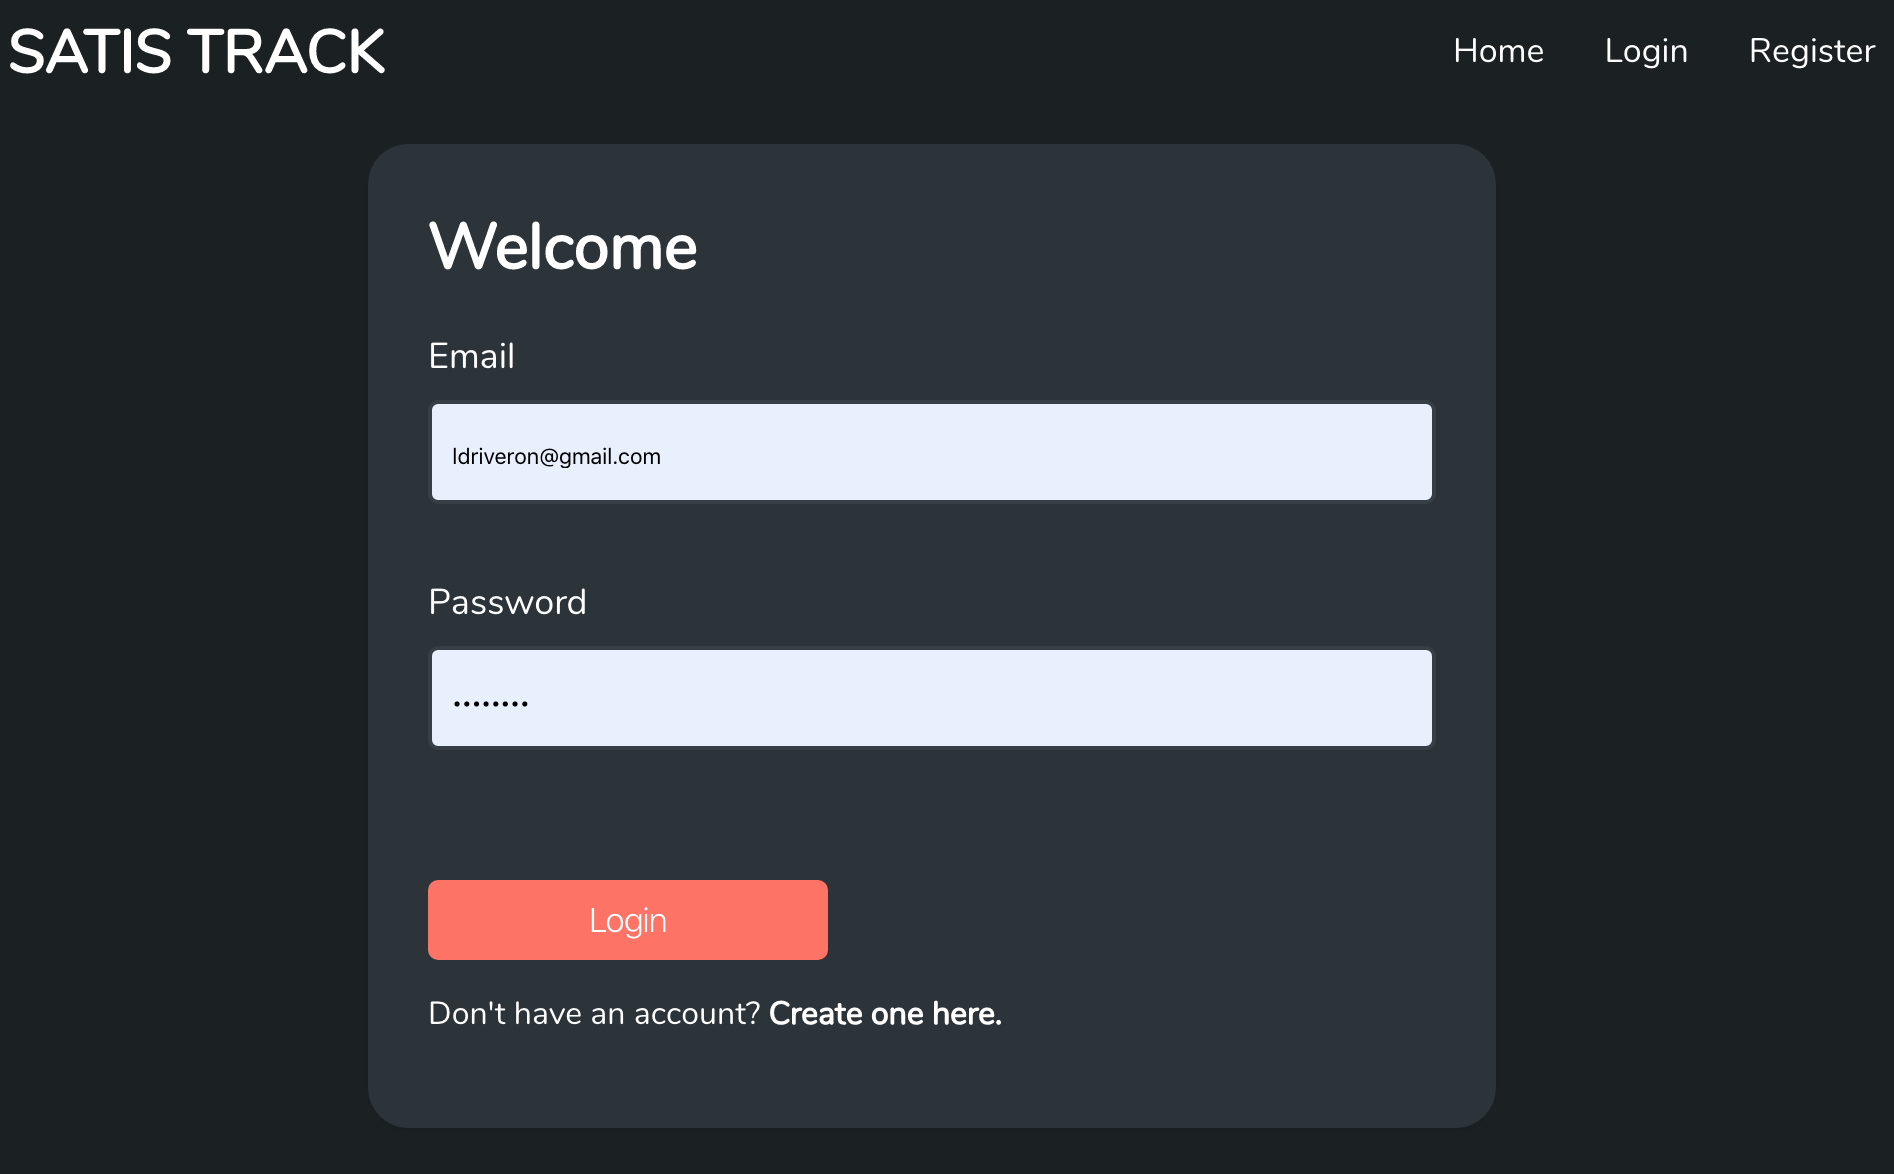 SATIS TRACK
Home Login Register
Welcome
Email
ldriveron@gmail.com
Password
••••••••
Login
Don't have an account? Create one here.